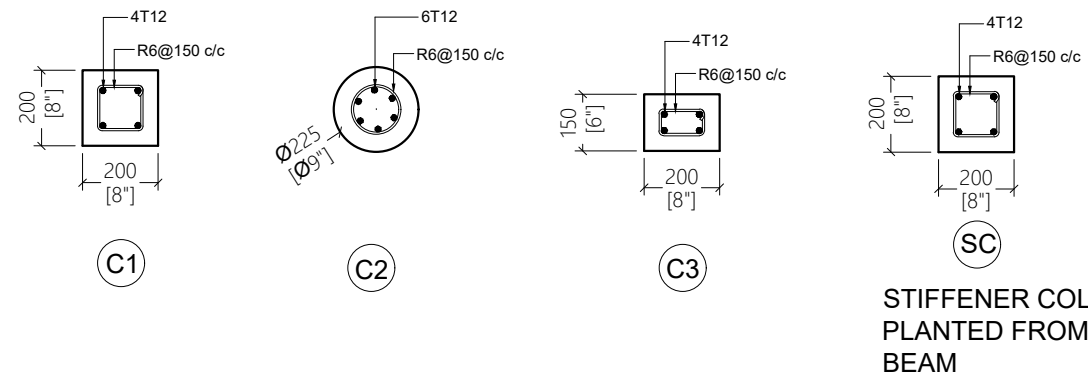 4T12
R6@150 c/c
200
[8"]
200
[8"]
C1
6T12
R6@150 c/c
Ø225
[Ø9"]
C2
4T12
R6@150 c/c
150
[6"]
200
[8"]
C3
4T12
R6@150 c/c
200
[8"]
200
[8"]
SC
STIFFENER COL
PLANTED FROM
BEAM